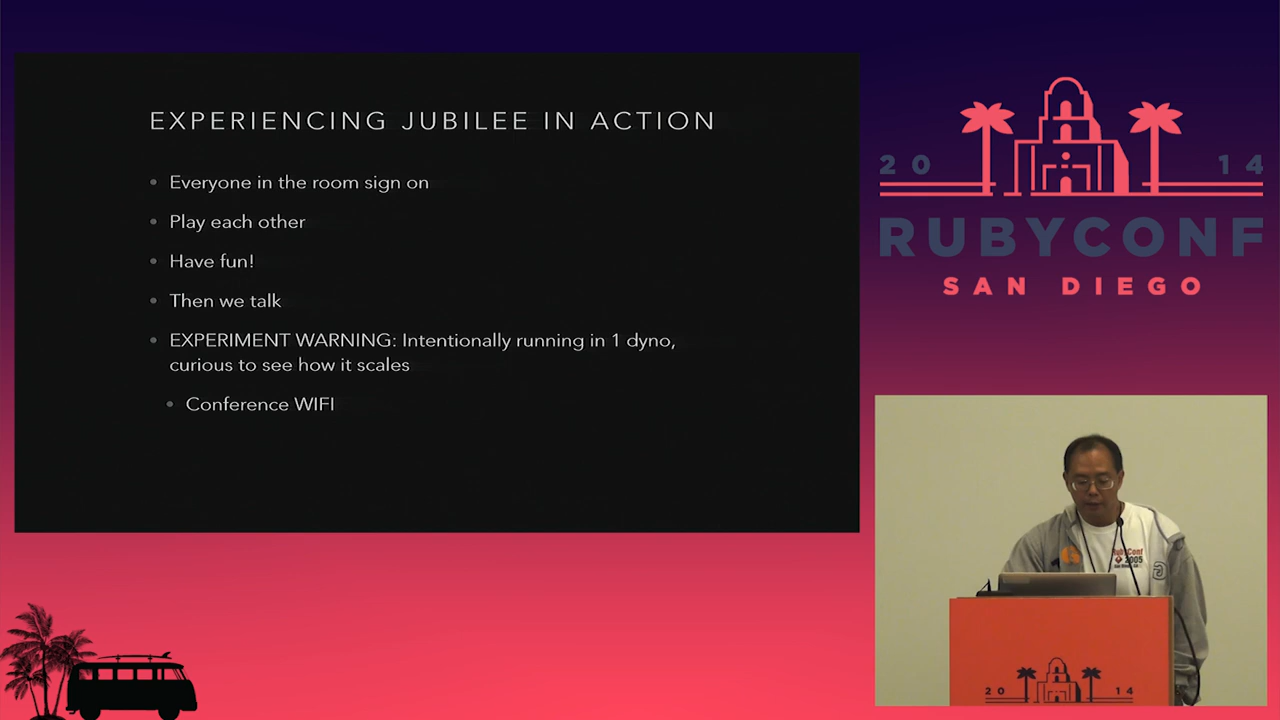 EXPERIENCING JUBILEE IN ACTION
• Everyone in the room sign on
• Play each other
• Have fun!
• Then we talk
• EXPERIMENT WARNING: Intentionally running in 1 dyno,
curious to see how it scales
• Conference WIFI
20 14
RUBYCONF
SAN DIEGO
RubyConf
2005
20 14